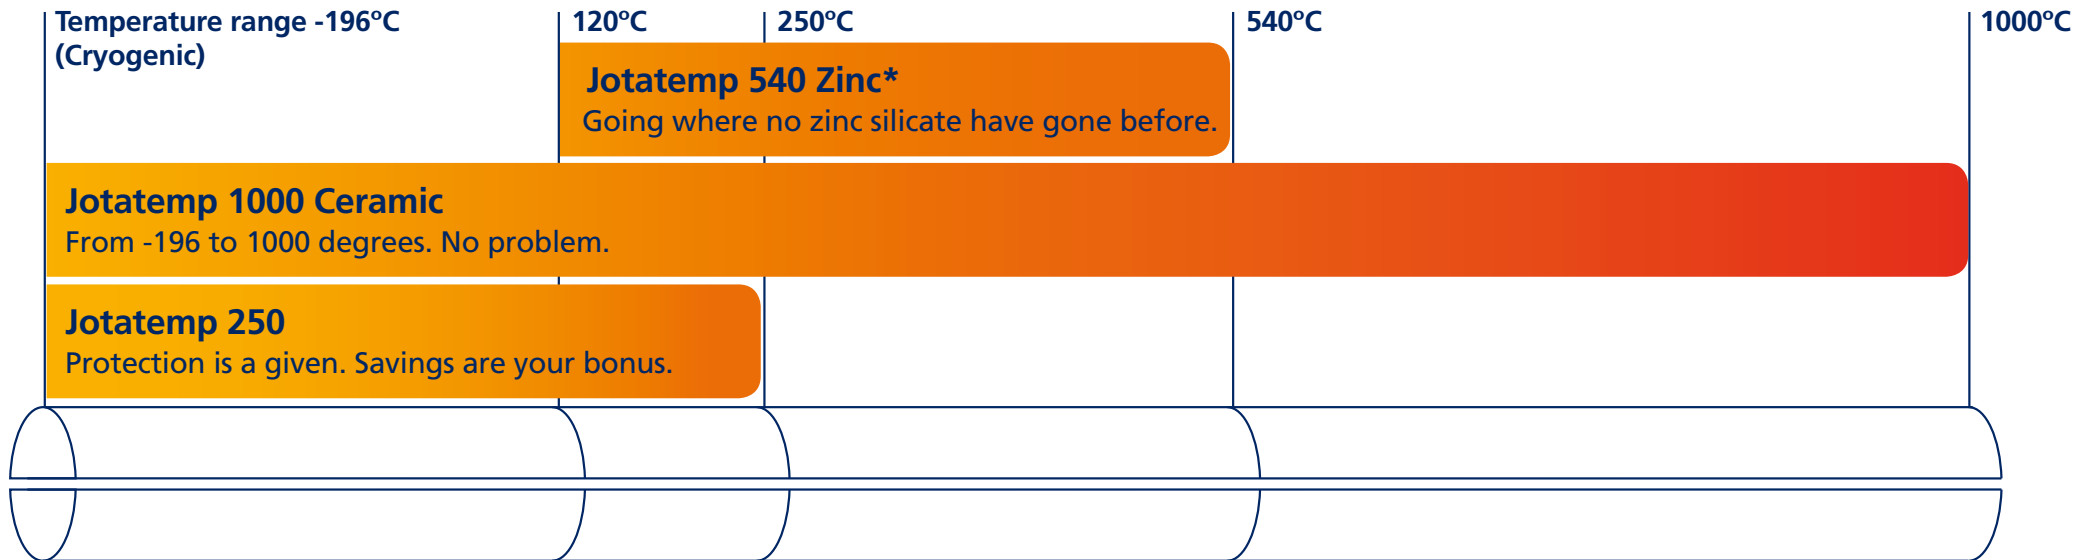 Temperature range -196ºC
(Cryogenic)
120ºC
250ºC
540ºC
1000ºC
Jotatemp 540 Zinc*
Going where no zinc silicate have gone before.
Jotatemp 1000 Ceramic
From -196 to 1000 degrees. No problem.
Jotatemp 250
Protection is a given. Savings are your bonus.